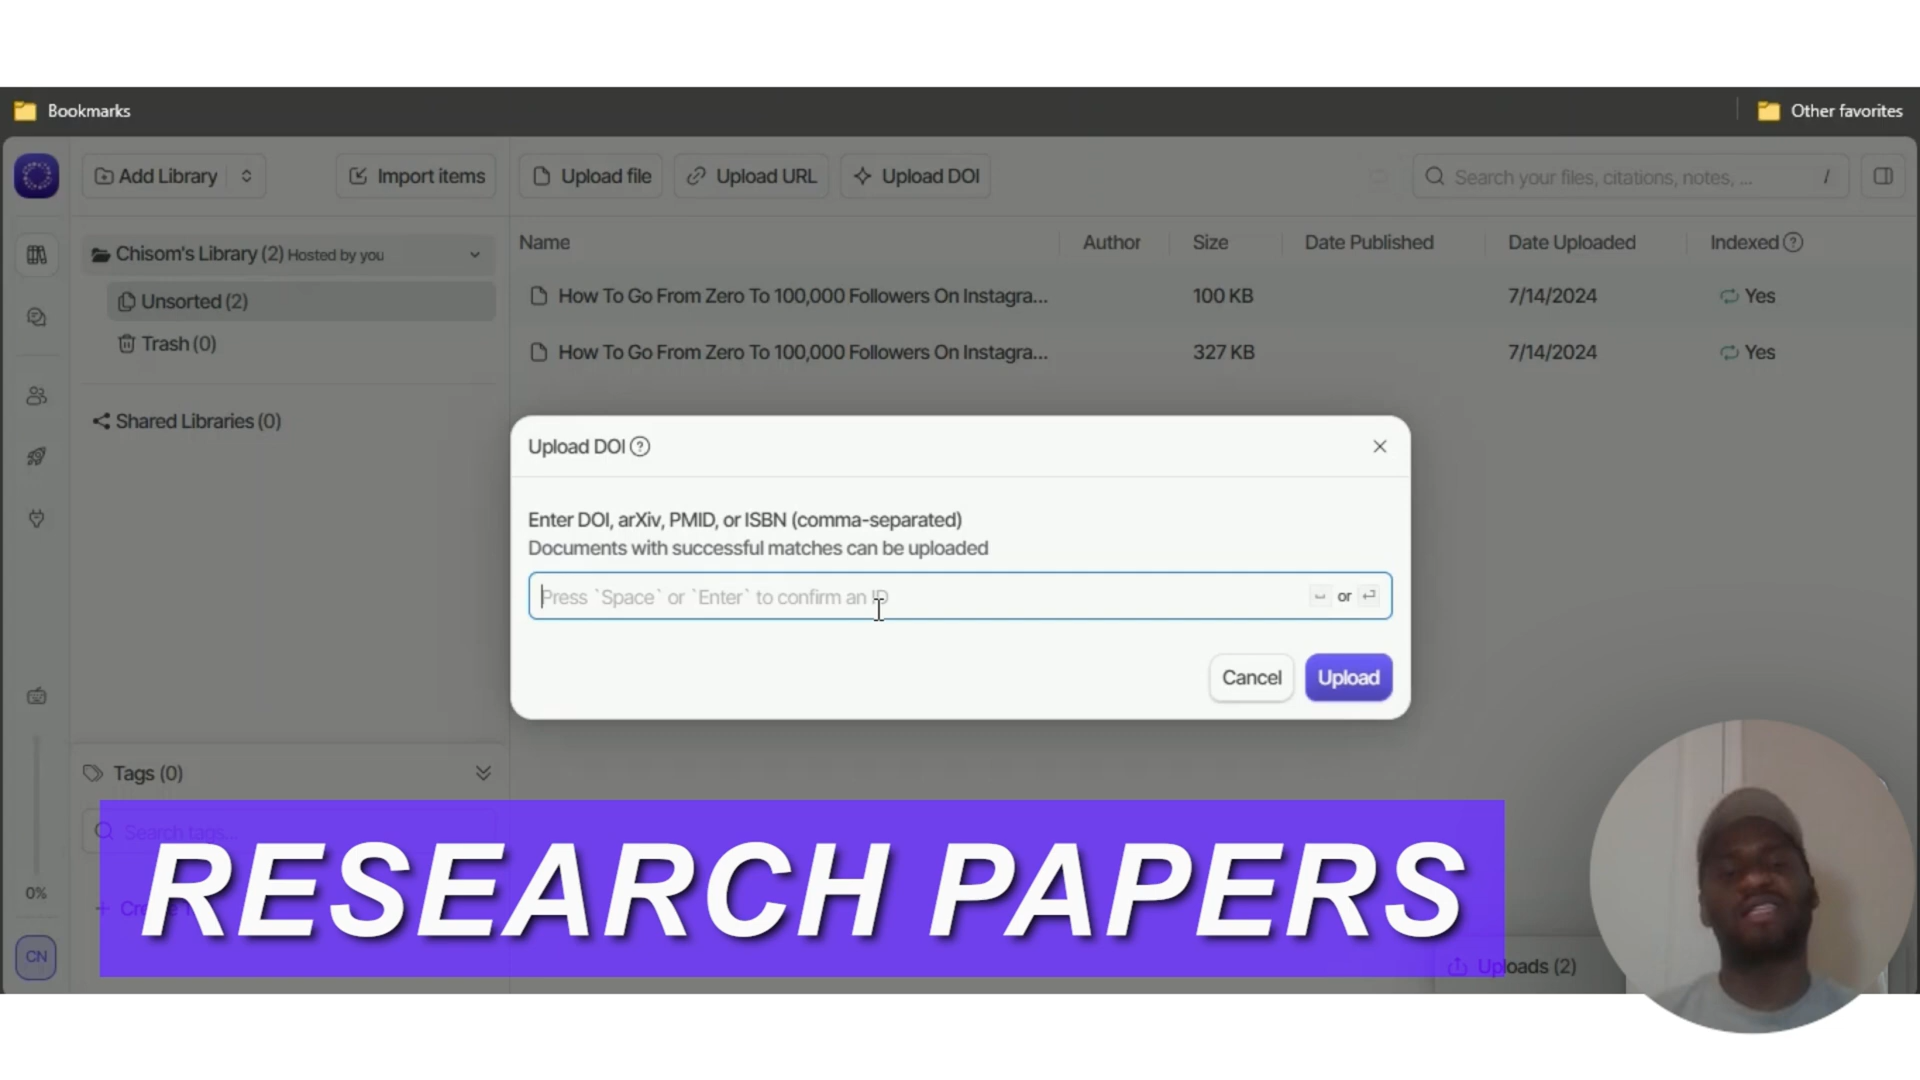 Bookmarks
Other favorites
Add Library
Import items
Upload file
Upload URL
Upload DOI
Search your files, citations, notes, ...
/
Chisom's Library (2) Hosted by you
Unsorted (2)
Trash (0)
Shared Libraries (0)
Name
Author
Size
Date Published
Date Uploaded
Indexed ?
How To Go From Zero To 100,000 Followers On Instagra...
100 KB
7/14/2024
Yes
How To Go From Zero To 100,000 Followers On Instagra...
327 KB
7/14/2024
Yes
Upload DOI ?
Enter DOI, arXiv, PMID, or ISBN (comma-separated)
Documents with successful matches can be uploaded
Press `Space` or `Enter` to confirm an ID
or
Cancel
Upload
Tags (0)
Search tags...
RESEARCH PAPERS
0%
CN
Uploads (2)